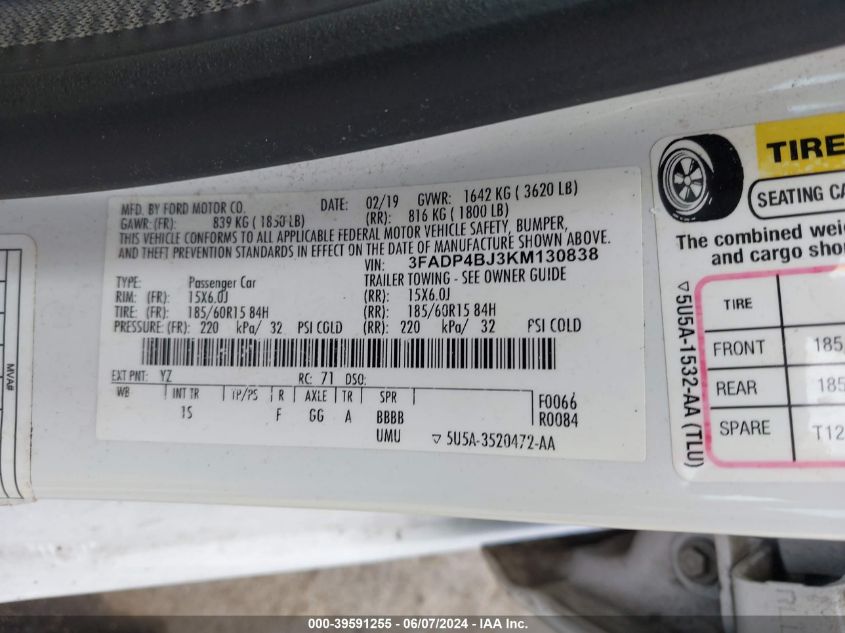 MFD. BY FORD MOTOR CO.
DATE: 02/19 GVWR: 1642 KG ( 3620 LB)
GAWR: (FR): 839 KG ( 1850 LB) (RR): 816 KG ( 1800 LB)
THIS VEHICLE CONFORMS TO ALL APPLICABLE FEDERAL MOTOR VEHICLE SAFETY, BUMPER,
AND THEFT PREVENTION STANDARDS IN EFFECT ON THE DATE OF MANUFACTURE SHOWN ABOVE.
VIN: 3FADP4BJ3KM130838
TYPE: Passenger Car TRAILER TOWING - SEE OWNER GUIDE
RIM: (FR): 15X6.0J (RR): 15X6.0J
TIRE: (FR): 185/60R15 84H (RR): 185/60R15 84H
PRESSURE: (FR): 220 kPa/ 32 PSI COLD (RR): 220 kPa/ 32 PSI COLD
EXT PNT: YZ RC: 71 DSO:
WB INT TR TP/PS R AXLE TR SPR F0066
IS F GG A BBBB R0084
UMU ▽ 5U5A-3520472-AA
MVA#
TIRE
SEATING CA
The combined wei
and cargo sho
▽5U5A-1532-AA (TLU)
TIRE
FRONT 185
REAR 185
SPARE T12
000-39591255 - 06/07/2024 - IAA Inc.